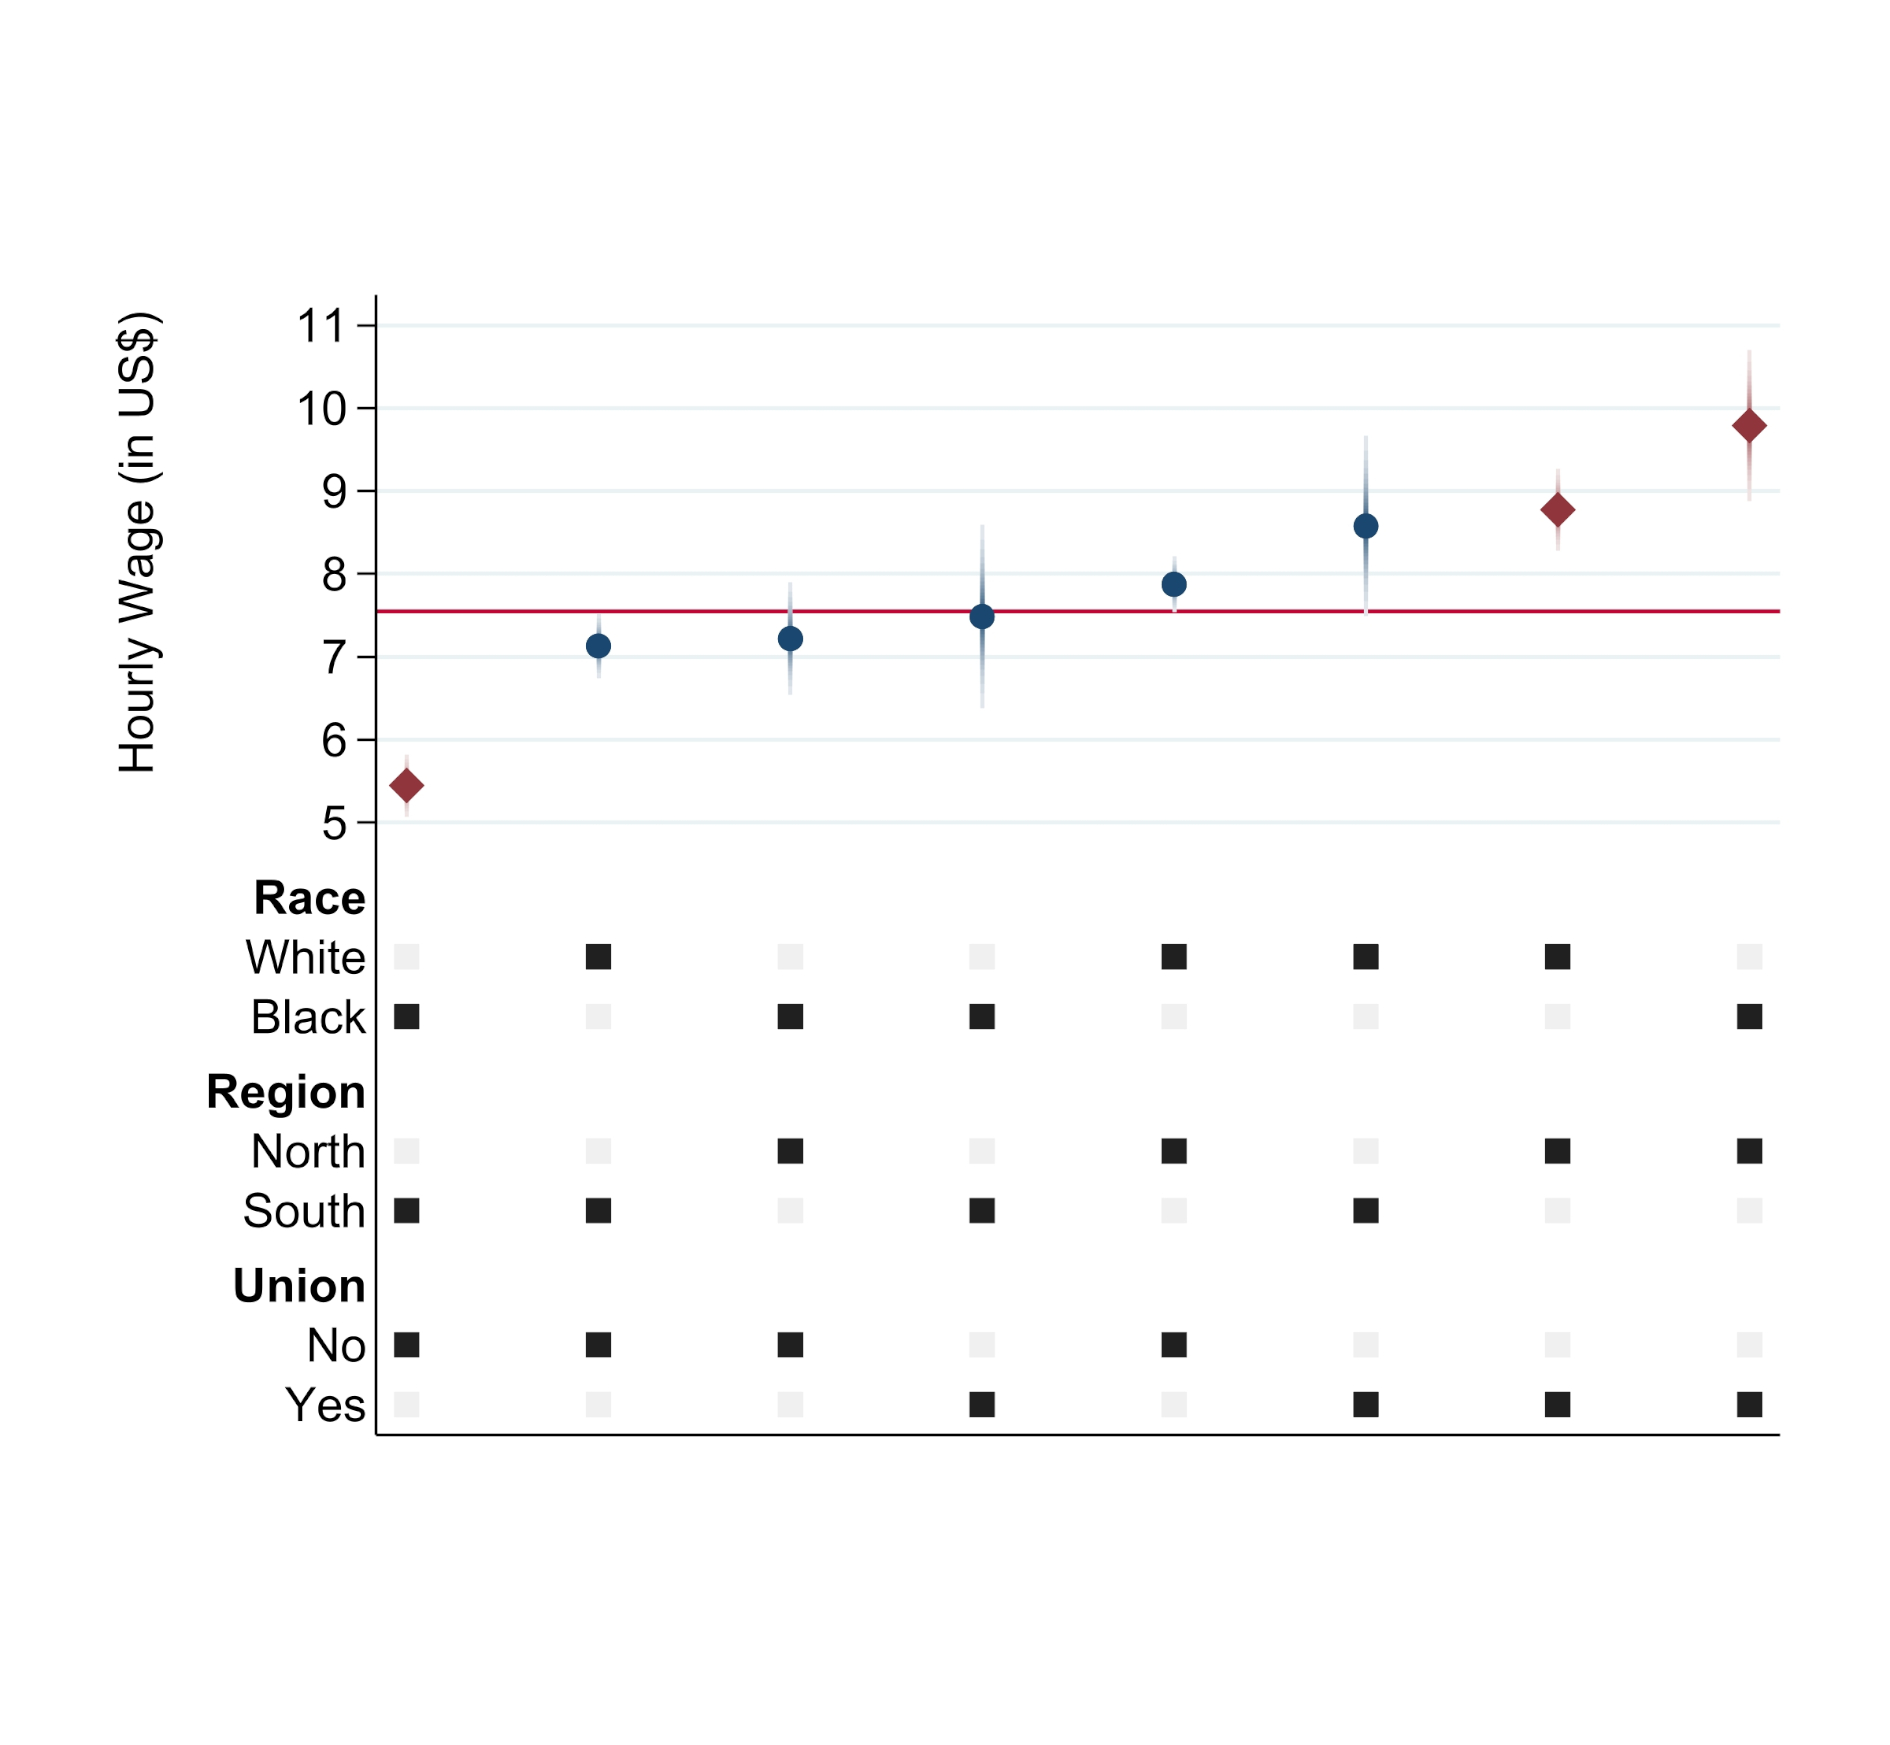 Hourly Wage (in US$)
11
10
9
8
7
6
5
Race
White
Black
Region
North
South
Union
No
Yes